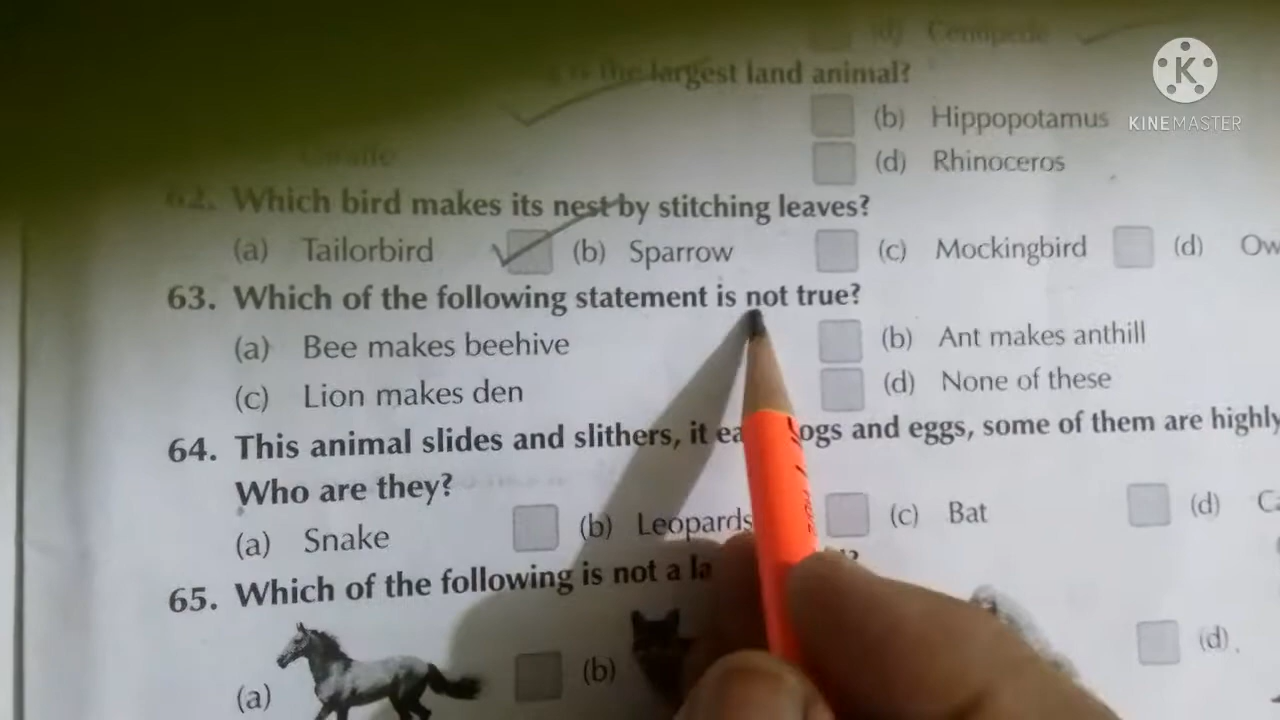 (d) Centipede
the largest land animal?
(b) Hippopotamus
Giraffe
(d) Rhinoceros
62. Which bird makes its nest by stitching leaves?
(a) Tailorbird (b) Sparrow (c) Mockingbird (d)
63. Which of the following statement is not true?
(a) Bee makes beehive (b) Ant makes anthill
(c) Lion makes den (d) None of these
64. This animal slides and slithers, it and eggs, some of them are highly
Who are they?
(a) Snake (b) Leopards (c) Bat (d)
65. Which of the following is not a
(a) (b) (d)
KINEMASTER